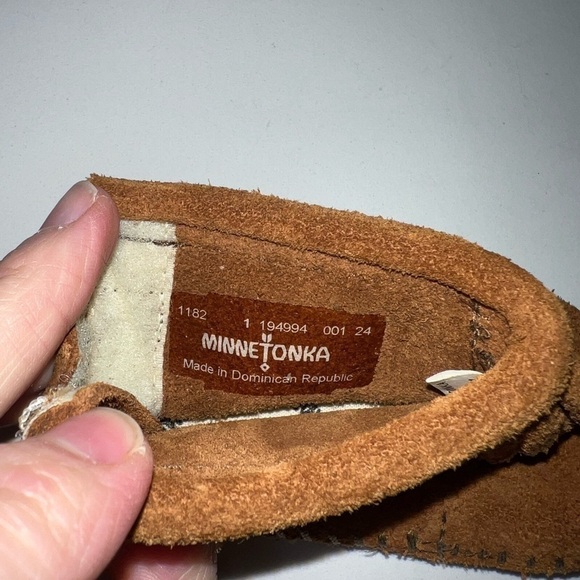 1182 1 194994 001 24
MINNETONKA
Made in Dominican Republic